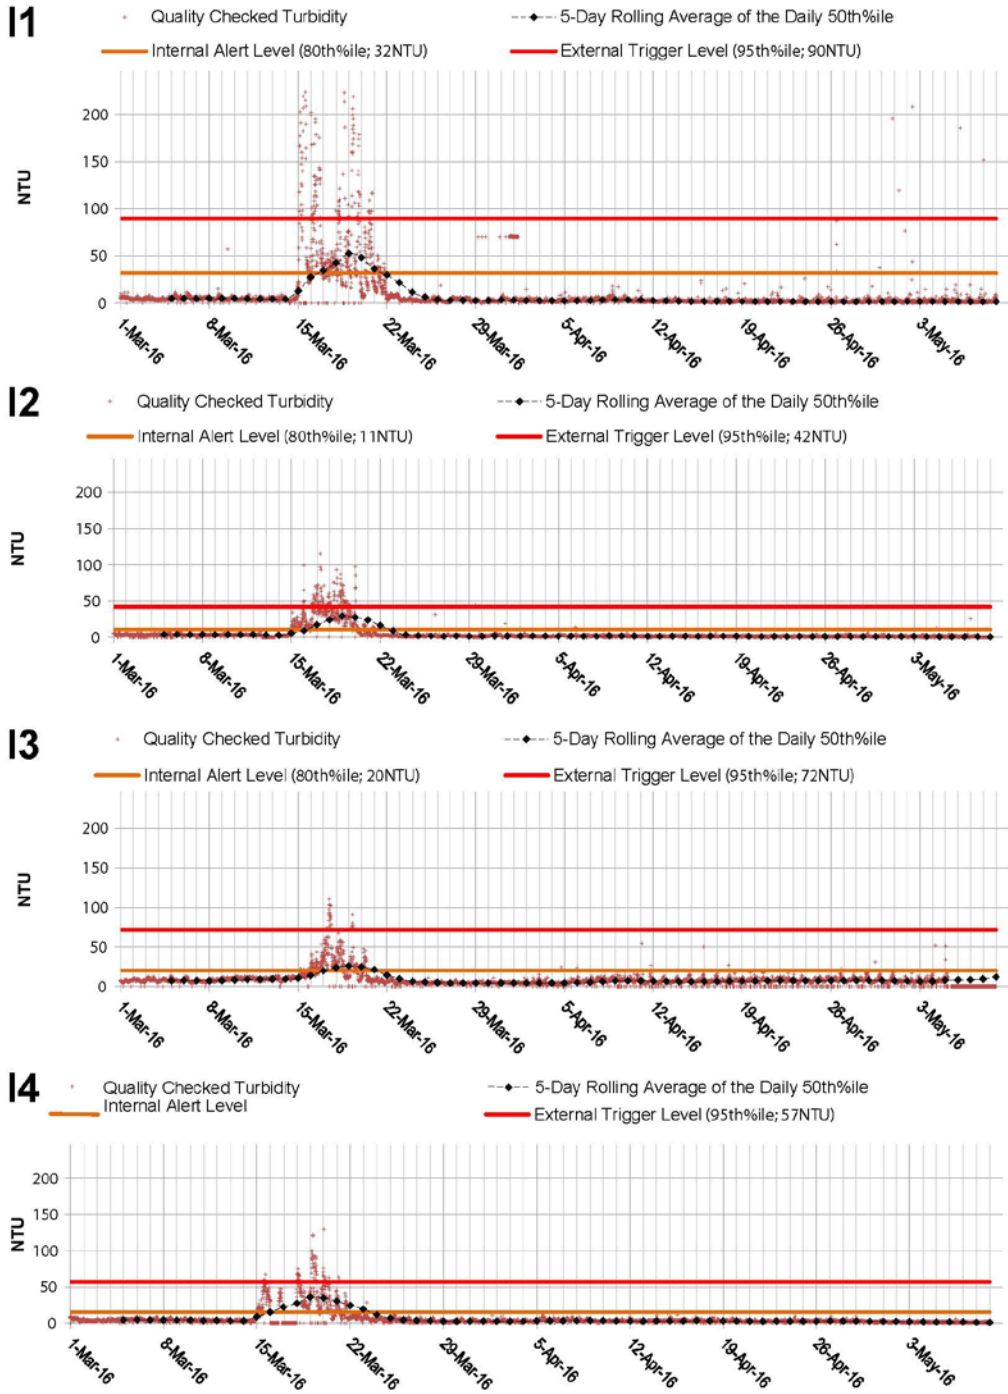 I1
Quality Checked Turbidity
5-Day Rolling Average of the Daily 50th%ile
Internal Alert Level (80th%ile; 32NTU)
External Trigger Level (95th%ile; 90NTU)
200
150
100
50
0
NTU
1-Mar-16
8-Mar-16
15-Mar-16
22-Mar-16
29-Mar-16
5-Apr-16
12-Apr-16
19-Apr-16
26-Apr-16
3-May-16
I2
Quality Checked Turbidity
5-Day Rolling Average of the Daily 50th%ile
Internal Alert Level (80th%ile; 11NTU)
External Trigger Level (95th%ile; 42NTU)
200
150
100
50
0
NTU
1-Mar-16
8-Mar-16
15-Mar-16
22-Mar-16
29-Mar-16
5-Apr-16
12-Apr-16
19-Apr-16
26-Apr-16
3-May-16
I3
Quality Checked Turbidity
5-Day Rolling Average of the Daily 50th%ile
Internal Alert Level (80th%ile; 20NTU)
External Trigger Level (95th%ile; 72NTU)
200
150
100
50
0
NTU
1-Mar-16
8-Mar-16
15-Mar-16
22-Mar-16
29-Mar-16
5-Apr-16
12-Apr-16
19-Apr-16
26-Apr-16
3-May-16
I4
Quality Checked Turbidity
5-Day Rolling Average of the Daily 50th%ile
Internal Alert Level
External Trigger Level (95th%ile; 57NTU)
200
150
100
50
0
NTU
1-Mar-16
8-Mar-16
15-Mar-16
22-Mar-16
29-Mar-16
5-Apr-16
12-Apr-16
19-Apr-16
26-Apr-16
3-May-16